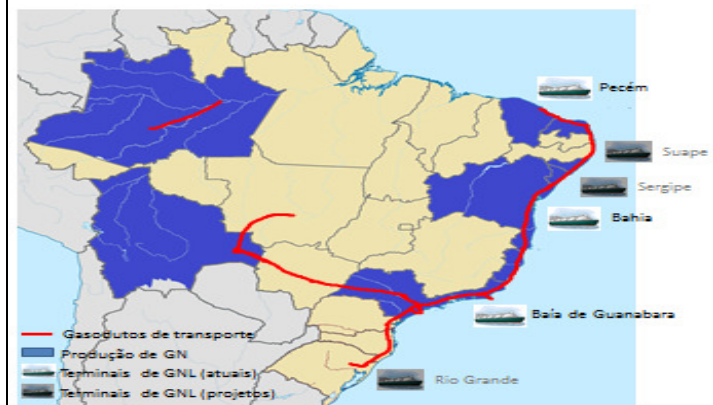 Pecém
Suape
Sergipe
Bahia
Baía de Guanabara
Gasodutos de transporte
Produção de GN
Terminais de GNL (atuais)
Terminais de GNL (projetos)
Rio Grande